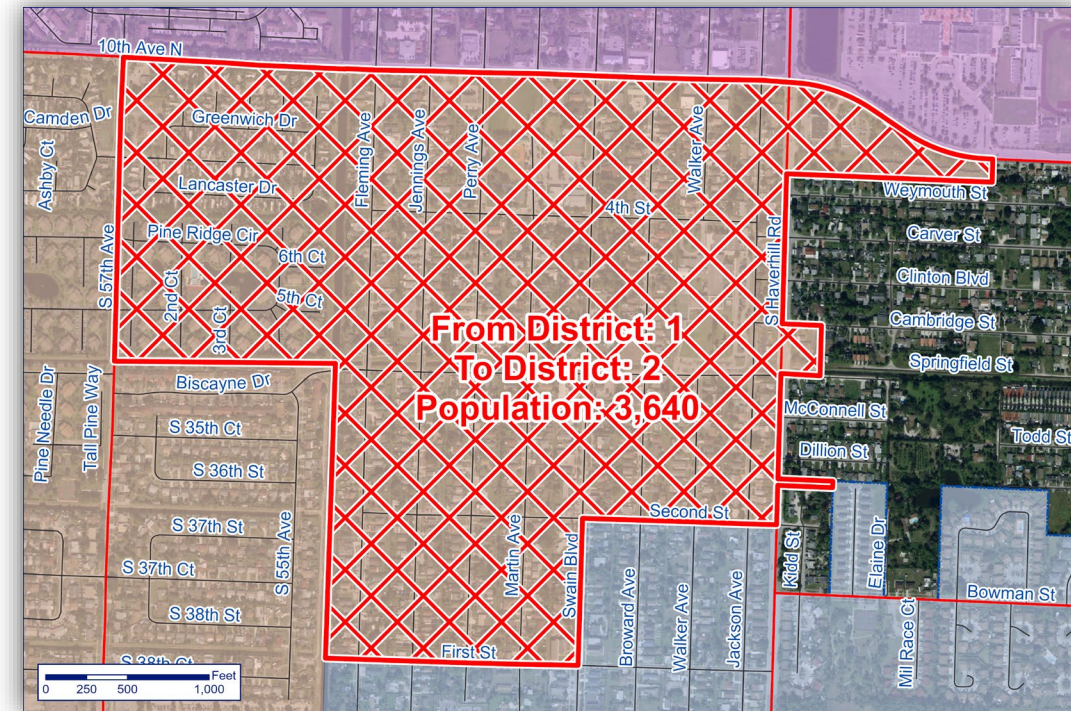 10th Ave N
Camden Dr
Greenwich Dr
Ashby Ct
Lancaster Dr
Fleming Ave
Jennings Ave
Perry Ave
Walker Ave
Weymouth St
4th St
Carver St
Pine Ridge Cir
S 57th Ave
6th Ct
S Haverhill Rd
Clinton Blvd
2nd Ct
5th Ct
3rd Ct
Cambridge St
From District: 1
To District: 2
Population: 3,640
Springfield St
Biscayne Dr
Pine Needle Dr
Tall Pine Way
McConnell St
S 35th Ct
Todd St
Dillion St
S 36th St
Second St
S 37th St
S 55th Ave
Martin Ave
Swain Blvd
Kidd St
Elaine Dr
S 37th Ct
Bowman St
S 38th St
Broward Ave
Walker Ave
Jackson Ave
Mil Race Ct
First St
S 38th Ct
Feet
0 250 500 1,000